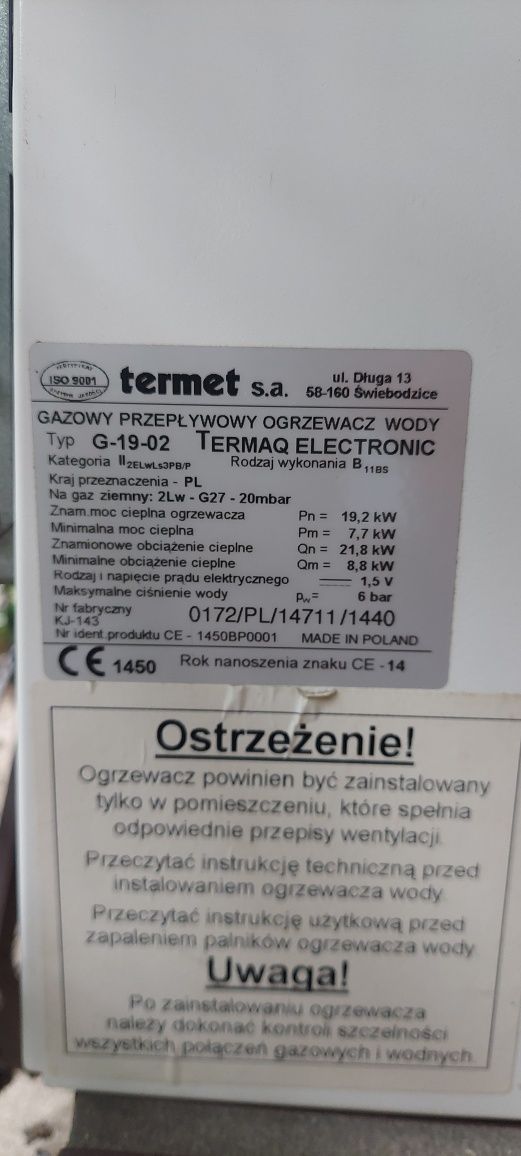 ISO 9001
termet s.a.
ul. Długa 13
58-160 Świebodzice
GAZOWY PRZEPŁYWOWY OGRZEWACZ WODY
Typ G-19-02 TERMAQ ELECTRONIC
Kategoria II2ELwLs3PB/P Rodzaj wykonania B11BS
Kraj przeznaczenia - PL
Na gaz ziemny: 2Lw - G27 - 20mbar
Znam.moc cieplna ogrzewacza Pn = 19,2 kW
Minimalna moc cieplna Pm = 7,7 kW
Znamionowe obciążenie cieplne Qn = 21,8 kW
Minimalne obciążenie cieplne Qm = 8,8 kW
Rodzaj i napięcie prądu elektrycznego 1,5 V
Maksymalne ciśnienie wody pw= 6 bar
Nr fabryczny
KJ-143
0172/PL/14711/1440
Nr ident.produktu CE - 1450BP0001 MADE IN POLAND
CE 1450 Rok nanoszenia znaku CE - 14
Ostrzeżenie!
Ogrzewacz powinien być zainstalowany
tylko w pomieszczeniu, które spełnia
odpowiednie przepisy wentylacji.
Przeczytać instrukcję techniczną przed
instalowaniem ogrzewacza wody
Przeczytać instrukcję użytkową przed
zapaleniem palników ogrzewacza wody
Uwaga!
Po zainstalowaniu ogrzewacza
należy dokonać kontroli szczelności
wszystkich połączeń gazowych i wodnych.